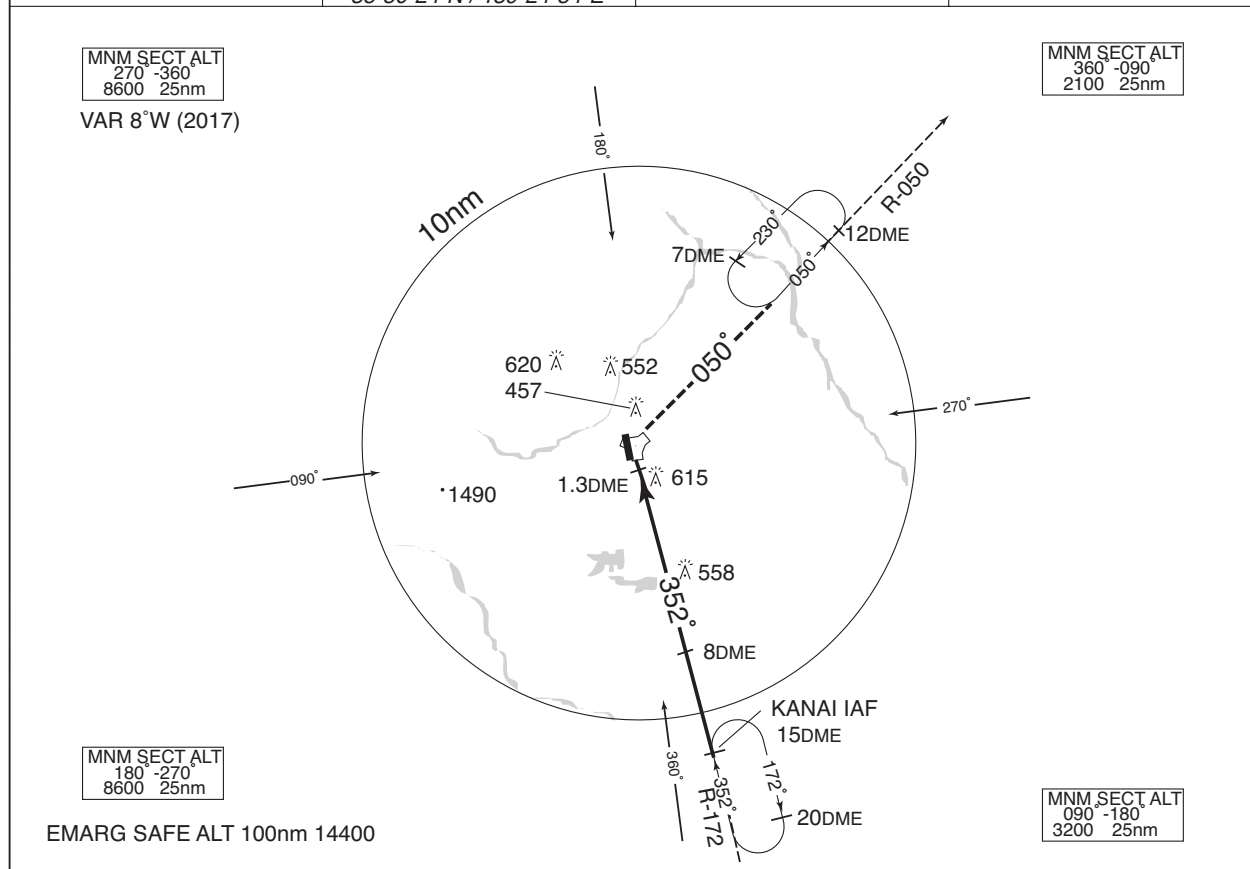 MNM SECT ALT
270°-360°
8600 25nm
VAR 8°W (2017)
MNM SECT ALT
360°-090°
2100 25nm
180°
10nm
R-050
230°
12DME
7DME
050°
050°
620
552
457
270°
090°
1490
1.3DME
615
558
352°
8DME
KANAI IAF
15DME
360°
352°
R-172
172°
20DME
MNM SECT ALT
180°-270°
8600 25nm
EMARG SAFE ALT 100nm 14400
MNM SECT ALT
090°-180°
3200 25nm